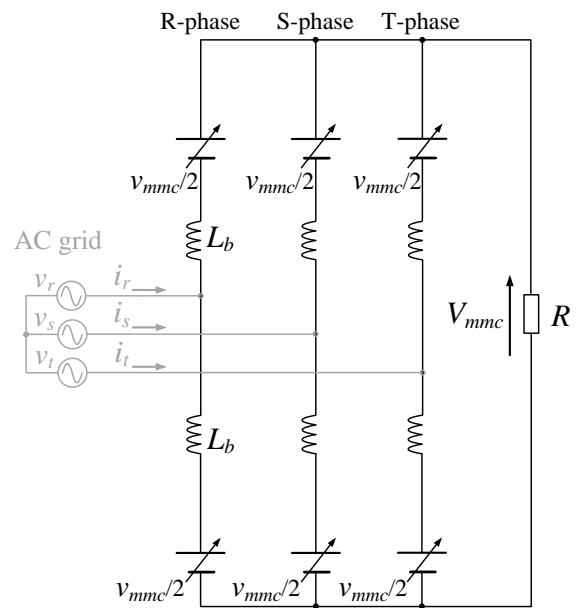 R-phase S-phase T-phase
v_mmc/2 v_mmc/2 v_mmc/2
AC grid
L_b
v_r i_r
v_s i_s
v_t i_t
V_mmc R
L_b
v_mmc/2 v_mmc/2 v_mmc/2